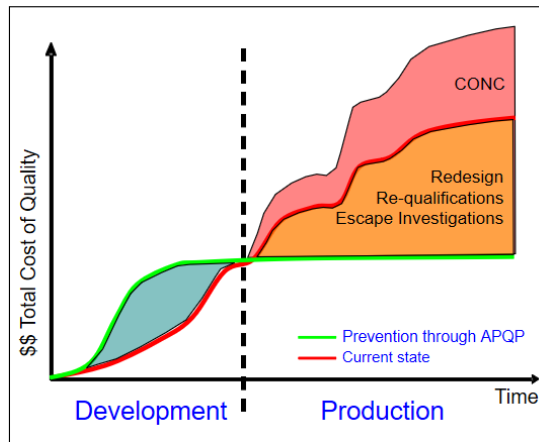 $$ Total Cost of Quality
CONC
Redesign
Re-qualifications
Escape Investigations
Prevention through APQP
Current state
Time
Development
Production